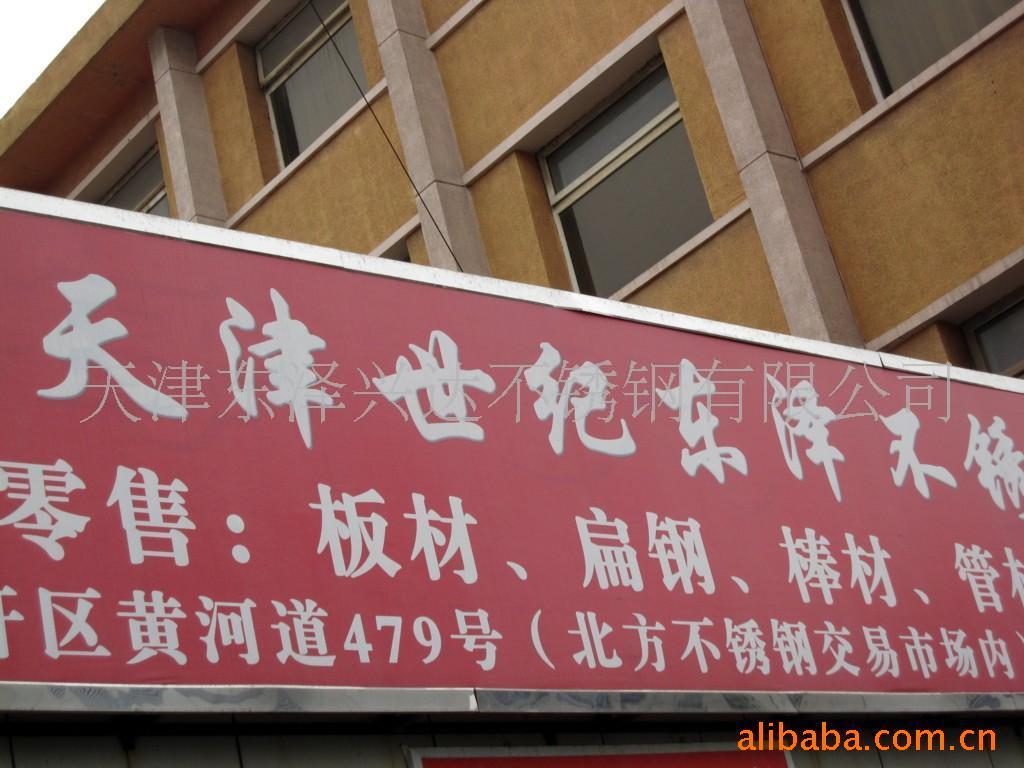 天津世纪东泽不锈
天津东泽兴达不锈钢有限公司
零售：板材、扁钢、棒材、管材
开区黄河道479号（北方不锈钢交易市场内）
alibaba.com.cn